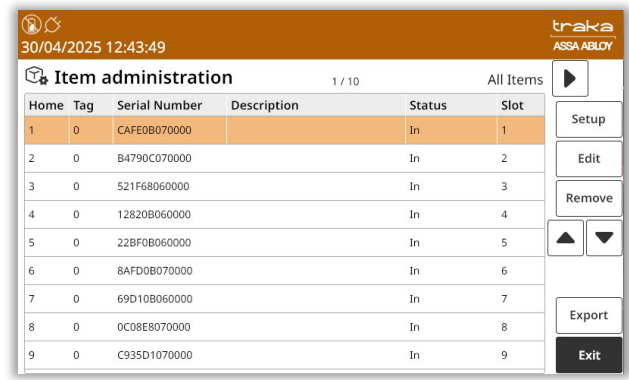 traka
30/04/2025 12:43:49
ASSA ABLOY
Item administration 1 / 10 All Items
Home Tag Serial Number Description Status Slot
1 0 CAFE0B070000 In 1
2 0 B4790C070000 In 2
3 0 521F68060000 In 3
4 0 12820B060000 In 4
5 0 22BF0B060000 In 5
6 0 8AFD0B070000 In 6
7 0 69D10B060000 In 7
8 0 0C08E8070000 In 8
9 0 C935D1070000 In 9
Setup
Edit
Remove
Export
Exit